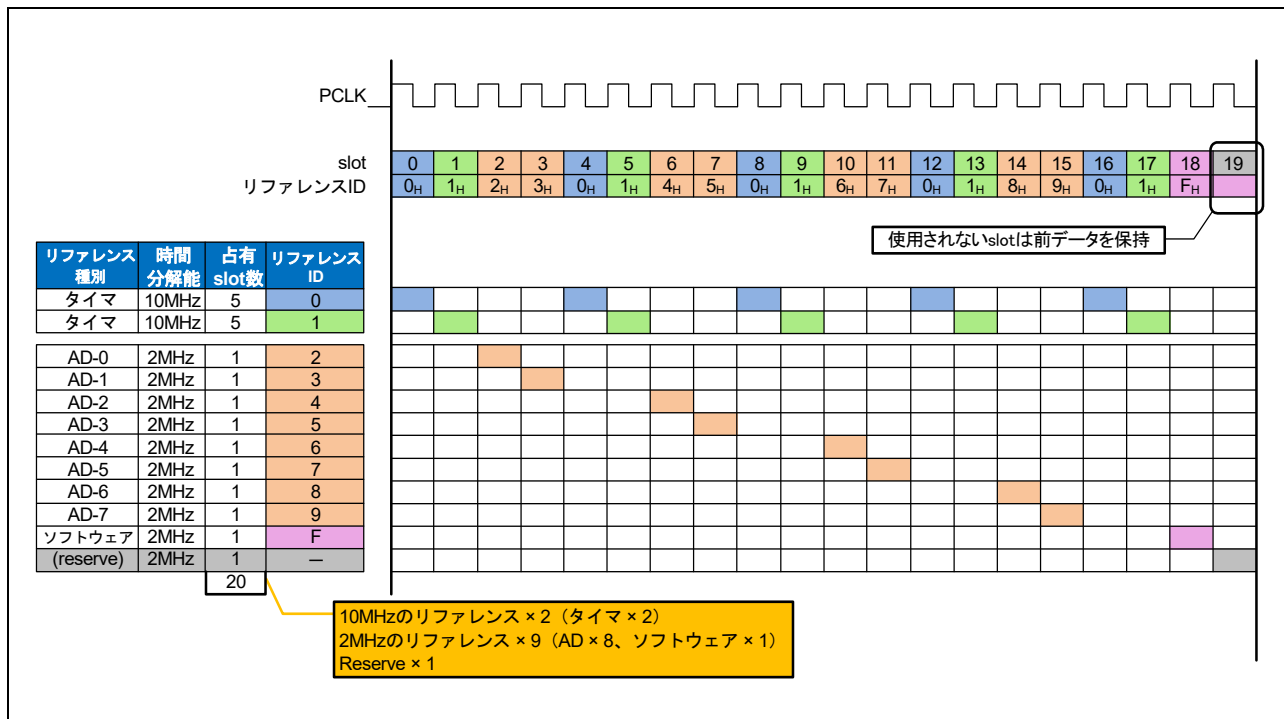 PCLK
slot 0 1 2 3 4 5 6 7 8 9 10 11 12 13 14 15 16 17 18 19
リファレンスID 0H 1H 2H 3H 0H 1H 4H 5H 0H 1H 6H 7H 0H 1H 8H 9H 0H 1H FH
使用されないslotは前データを保持
リファレンス種別 時間分解能 占有slot数 リファレンスID
タイマ 10MHz 5 0
タイマ 10MHz 5 1
AD-0 2MHz 1 2
AD-1 2MHz 1 3
AD-2 2MHz 1 4
AD-3 2MHz 1 5
AD-4 2MHz 1 6
AD-5 2MHz 1 7
AD-6 2MHz 1 8
AD-7 2MHz 1 9
ソフトウェア 2MHz 1 F
(reserve) 2MHz 1 ―
20
10MHzのリファレンス × 2（タイマ × 2）
2MHzのリファレンス × 9（AD × 8、ソフトウェア × 1）
Reserve × 1